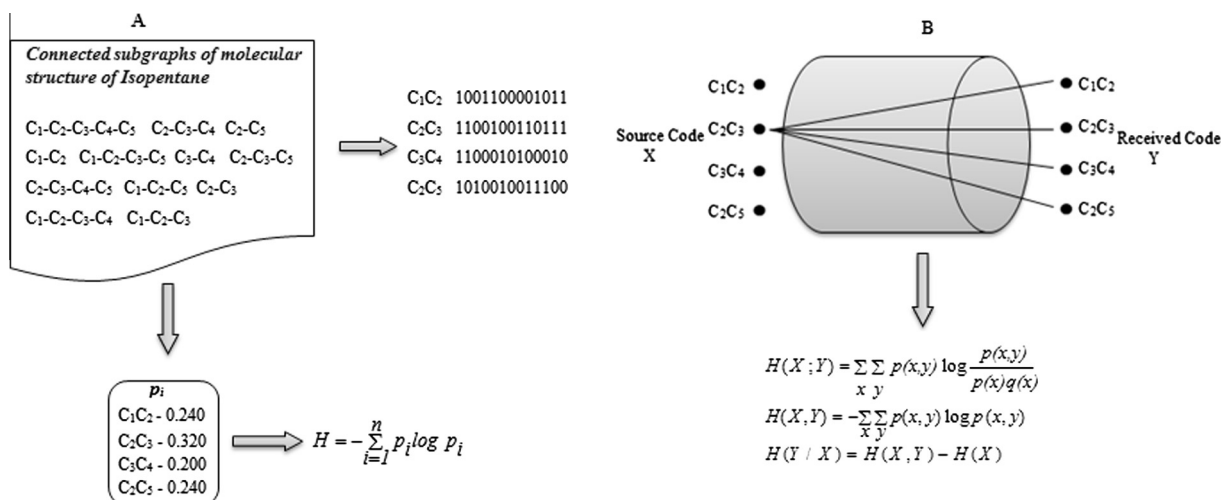 A
Connected subgraphs of molecular
structure of Isopentane
C₁-C₂-C₃-C₄-C₅ C₂-C₃-C₄ C₂-C₅
C₁-C₂ C₁-C₂-C₃-C₅ C₃-C₄ C₂-C₃-C₅
C₂-C₃-C₄-C₅ C₁-C₂-C₅ C₂-C₃
C₁-C₂-C₃-C₄ C₁-C₂-C₃
C₁C₂ 1001100001011
C₂C₃ 1100100110111
C₃C₄ 1100010100010
C₂C₅ 1010010011100
pᵢ
C₁C₂ - 0.240
C₂C₃ - 0.320
C₃C₄ - 0.200
C₂C₅ - 0.240
H = - n ∑ i=1 pᵢ log pᵢ
B
C₁C₂
C₂C₃
C₃C₄
C₂C₅
Source Code
X
C₁C₂
C₂C₃
C₃C₄
C₂C₅
Received Code
Y
H(X;Y) = ∑ x ∑ y p(x,y) log p(x,y) / p(x)q(x)
H(X,Y) = -∑ x ∑ y p(x,y) log p(x,y)
H(Y / X) = H(X,Y) - H(X)